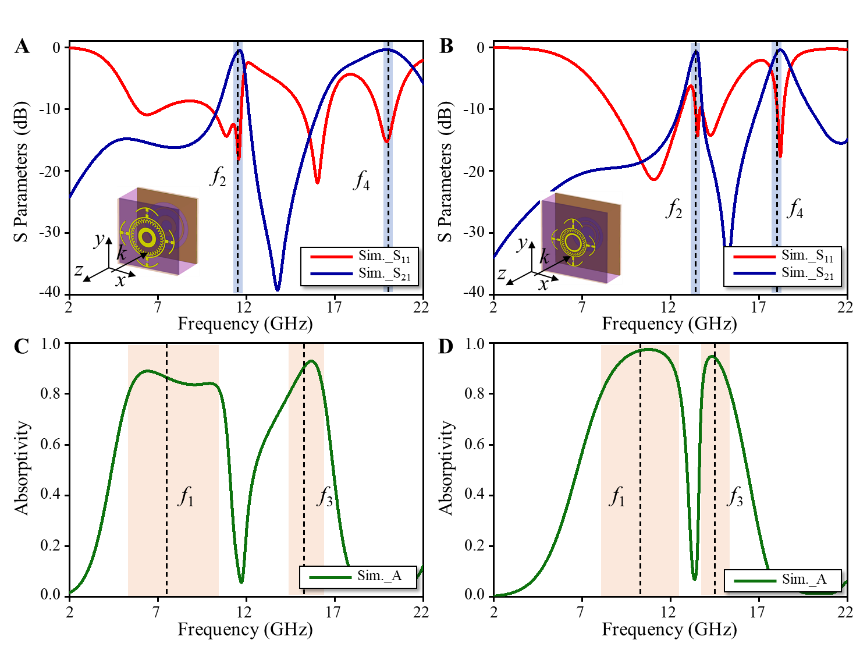 A
0
-10
-20
-30
-40
S Parameters (dB)
f2
f4
y
k
z
x
Sim._S11
Sim._S21
2
7
12
17
22
Frequency (GHz)
B
0
-10
-20
-30
-40
S Parameters (dB)
f2
f4
y
k
z
x
Sim._S11
Sim._S21
2
7
12
17
22
Frequency (GHz)
C
1.0
0.8
0.6
0.4
0.2
0.0
Absorptivity
f1
f3
Sim._A
2
7
12
17
22
Frequency (GHz)
D
1.0
0.8
0.6
0.4
0.2
0.0
Absorptivity
f1
f3
Sim._A
2
7
12
17
22
Frequency (GHz)